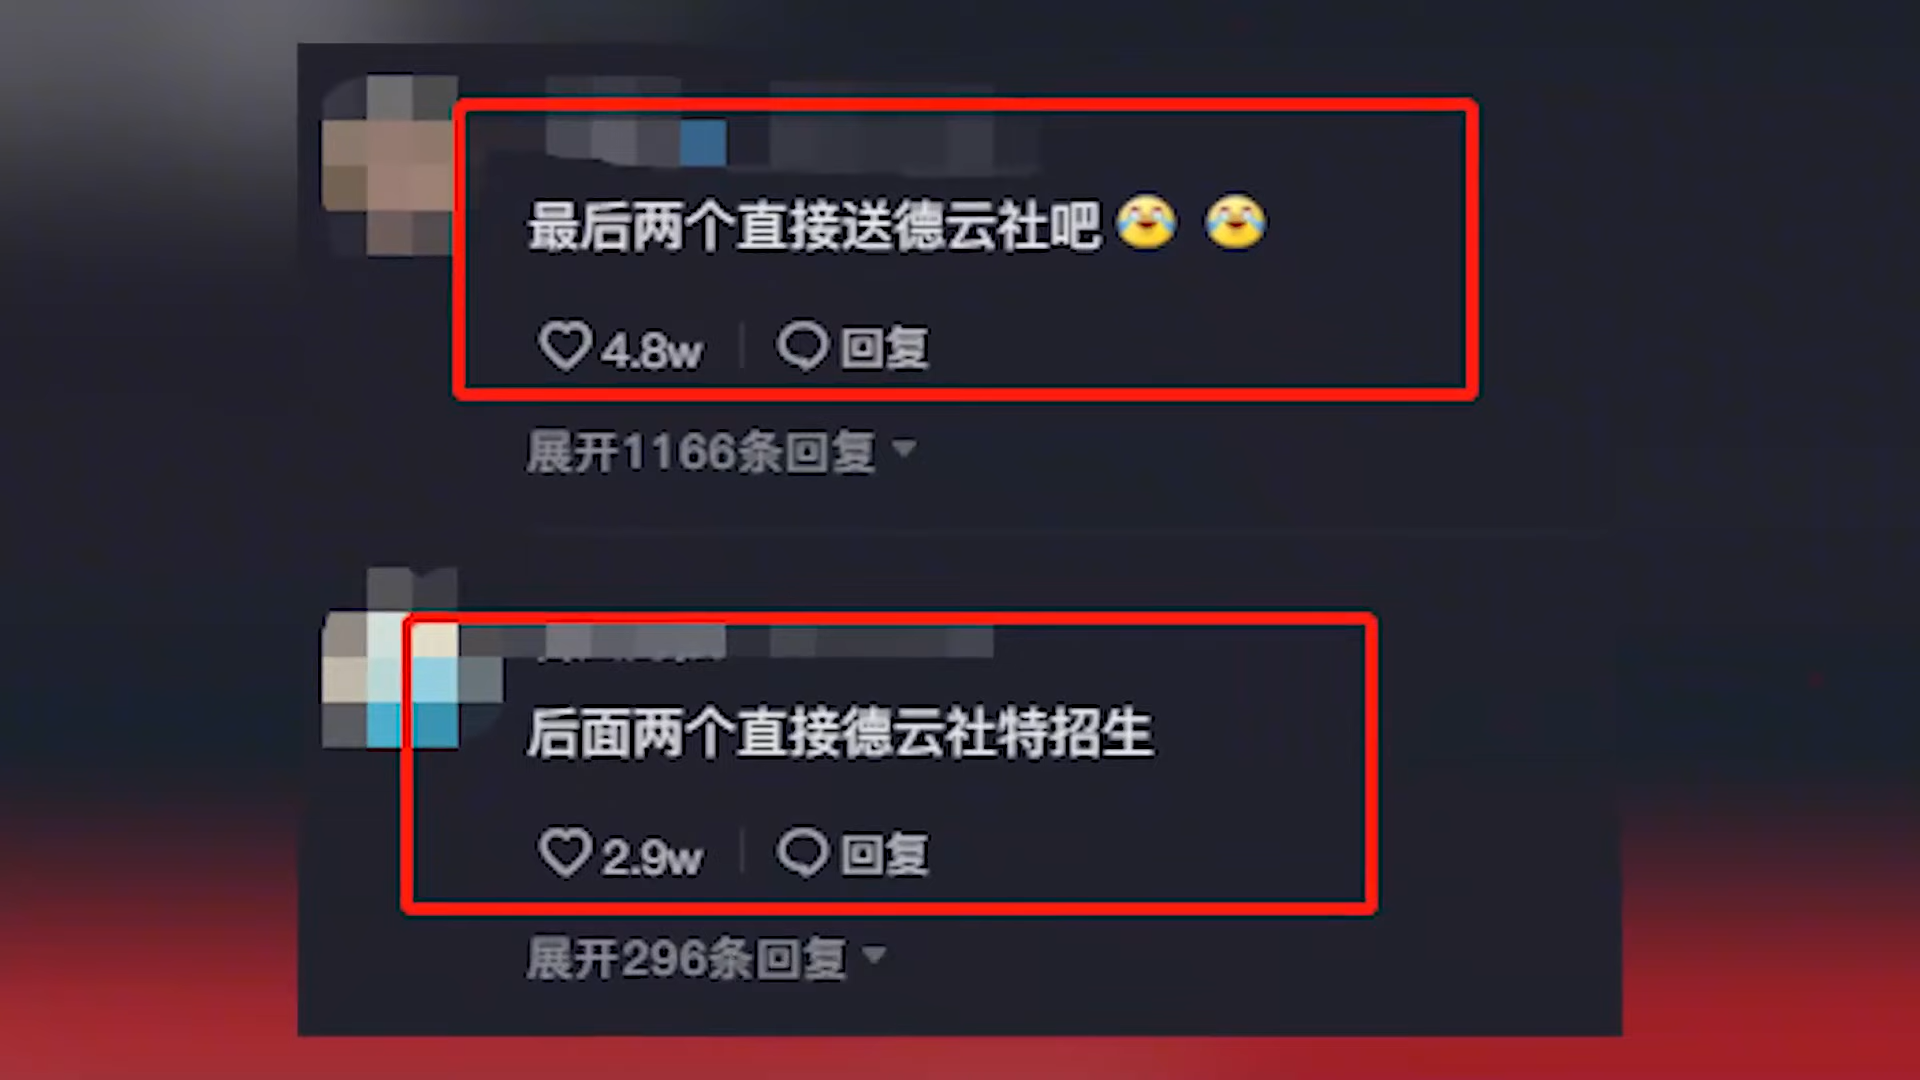 最后两个直接送德云社吧😂 😂
4.8w 回复
展开1166条回复
后面两个直接德云社特招生
2.9w 回复
展开296条回复